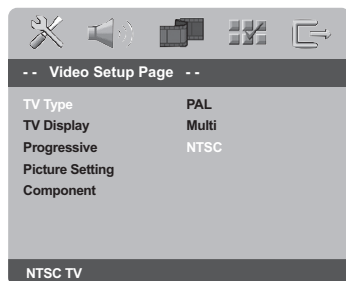 -- Video Setup Page --
TV Type PAL
TV Display Multi
Progressive NTSC
Picture Setting
Component
NTSC TV